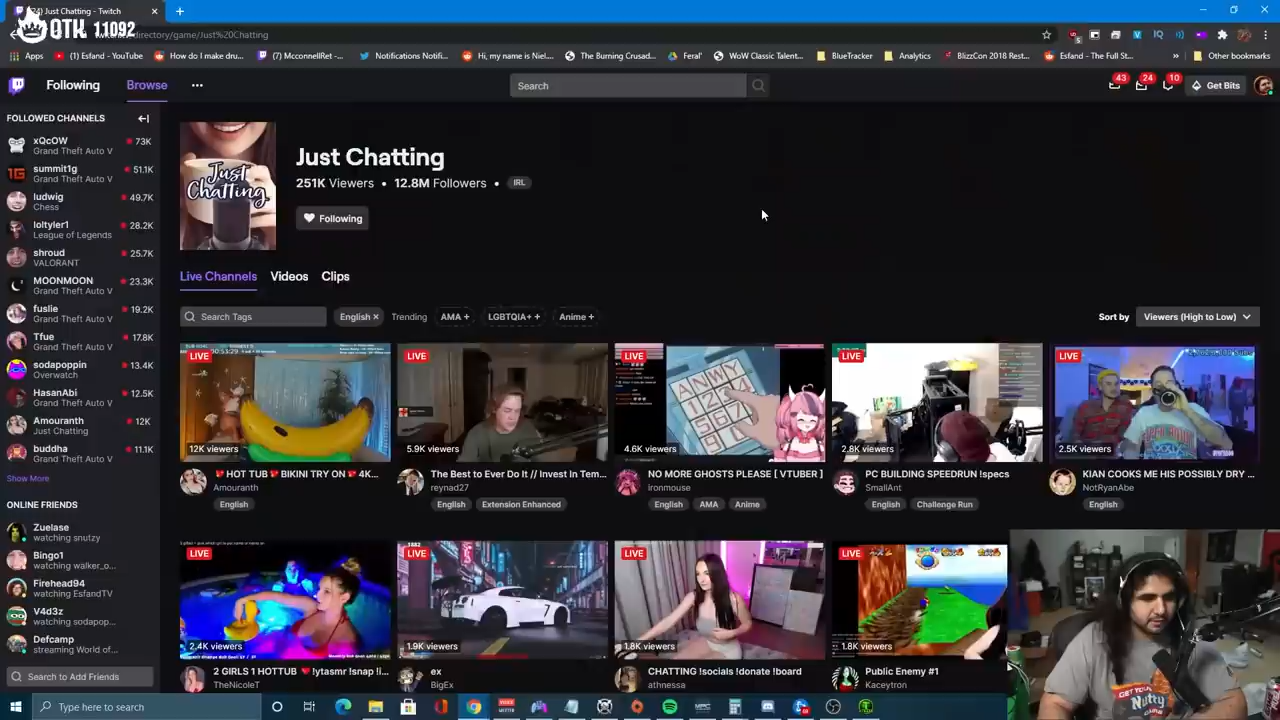 (24) Just Chatting - Twitch
OTK 11092
directory/game/Just%20Chatting
Apps
(1) Esfand - YouTube
How do I make dru...
(7) McconnellRet -...
Notifications Notifi...
Hi, my name is Niel...
The Burning Crusad...
Feral'
WoW Classic Talent...
BlueTracker
Analytics
BlizzCon 2018 Rest...
Esfand - The Full St...
»
Other bookmarks
Following
Browse
Search
43
24
10
Get Bits
FOLLOWED CHANNELS
xQcOW
73K
Grand Theft Auto V
summit1g
51.1K
Grand Theft Auto V
ludwig
49.7K
Chess
loltyler1
28.2K
League of Legends
shroud
25.7K
VALORANT
MOONMOON
23.3K
Grand Theft Auto V
fuslie
19.2K
Grand Theft Auto V
Tfue
17.8K
Grand Theft Auto V
sodapoppin
13.4K
Overwatch
HasanAbi
12.5K
Grand Theft Auto V
Amouranth
12K
Just Chatting
buddha
11.1K
Grand Theft Auto V
Show More
ONLINE FRIENDS
Zuelase
watching snutzy
Bingo1
watching walker_o...
Firehead94
watching EsfandTV
V4d3z
watching sodapop...
Defcamp
streaming World of...
Search to Add Friends
Just Chatting
Just Chatting
251K Viewers • 12.8M Followers • IRL
Following
Live Channels
Videos
Clips
Search Tags
English ×
Trending
AMA +
LGBTQIA+ +
Anime +
Sort by
Viewers (High to Low)
LIVE
12K viewers
HOT TUB BIKINI TRY ON 4K...
Amouranth
English
LIVE
5.9K viewers
The Best to Ever Do It // Invest In Tem...
reynad27
English
Extension Enhanced
LIVE
4.6K viewers
NO MORE GHOSTS PLEASE [ VTUBER ]
Ironmouse
English
AMA
Anime
LIVE
2.8K viewers
PC BUILDING SPEEDRUN !specs
SmallAnt
English
Challenge Run
LIVE
2.5K viewers
KIAN COOKS ME HIS POSSIBLY DRY ...
NotRyanAbe
English
LIVE
2.4K viewers
2 GIRLS 1 HOTTUB !ytasmr !snap !i...
TheNicoleT
LIVE
1.9K viewers
ex
BigEx
LIVE
1.8K viewers
CHATTING !socials !donate !board
athnessa
LIVE
1.8K viewers
Public Enemy #1
Kaceytron
GET YOUR
Nutty
Type here to search